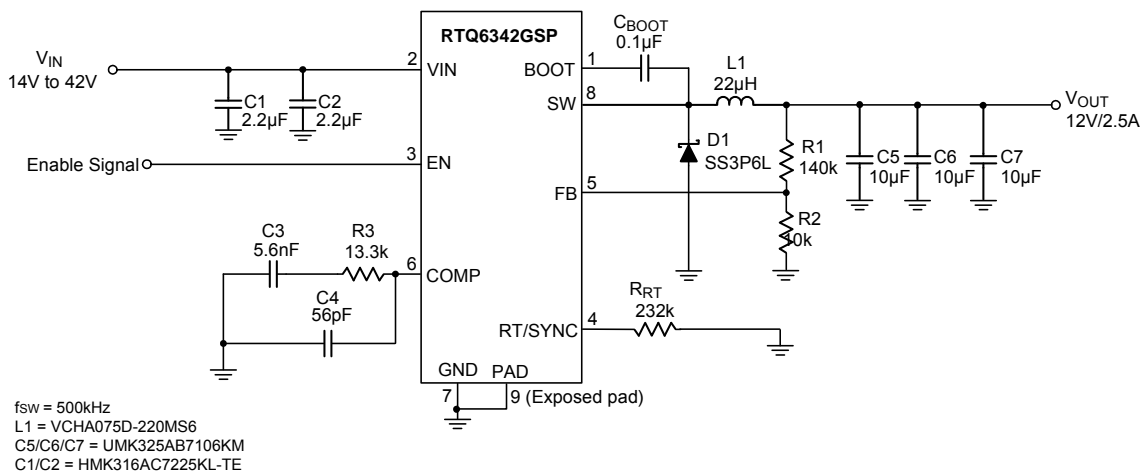 RTQ6342GSP
CBOOT
0.1μF
VIN
14V to 42V
2
VIN
BOOT
1
L1
22μH
SW
8
VOUT
12V/2.5A
C1
2.2μF
C2
2.2μF
D1
SS3P6L
R1
140k
C5
10μF
C6
10μF
C7
10μF
Enable Signal
3
EN
FB
5
R2
10k
C3
5.6nF
R3
13.3k
6
COMP
C4
56pF
RRT
232k
RT/SYNC
4
GND
PAD
7
9 (Exposed pad)
fSW = 500kHz
L1 = VCHA075D-220MS6
C5/C6/C7 = UMK325AB7106KM
C1/C2 = HMK316AC7225KL-TE